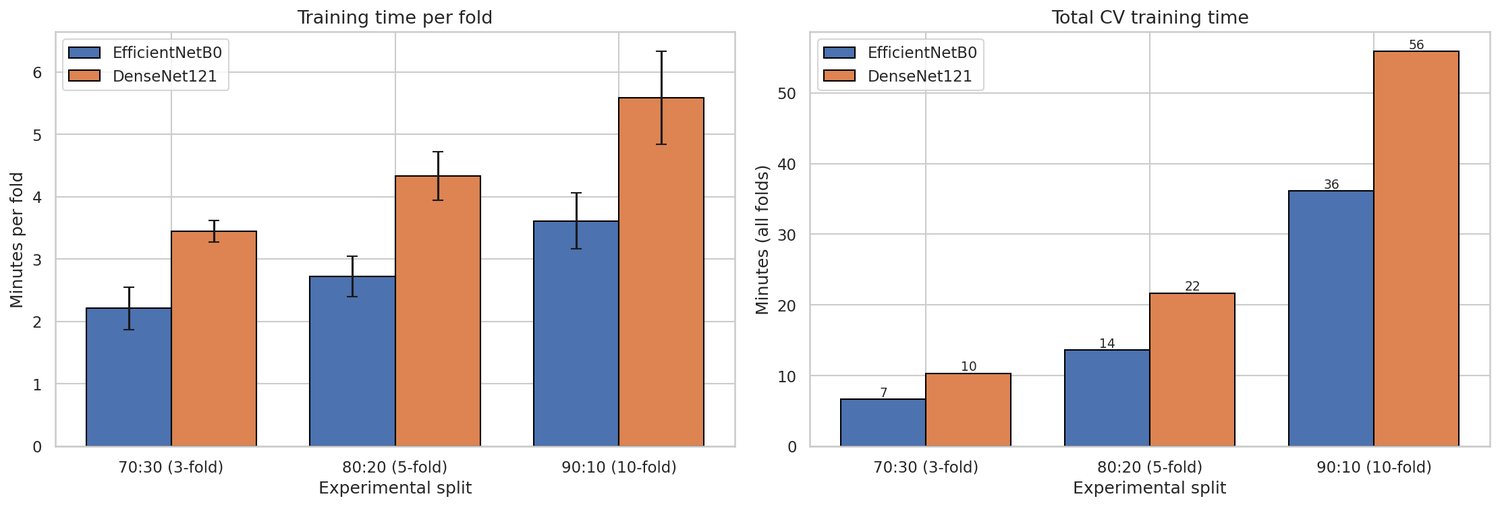 Training time per fold
EfficientNetB0
DenseNet121
Minutes per fold
6
5
4
3
2
1
0
70:30 (3-fold)
80:20 (5-fold)
90:10 (10-fold)
Experimental split
Total CV training time
EfficientNetB0
DenseNet121
Minutes (all folds)
50
40
30
20
10
0
7
10
14
22
36
56
70:30 (3-fold)
80:20 (5-fold)
90:10 (10-fold)
Experimental split